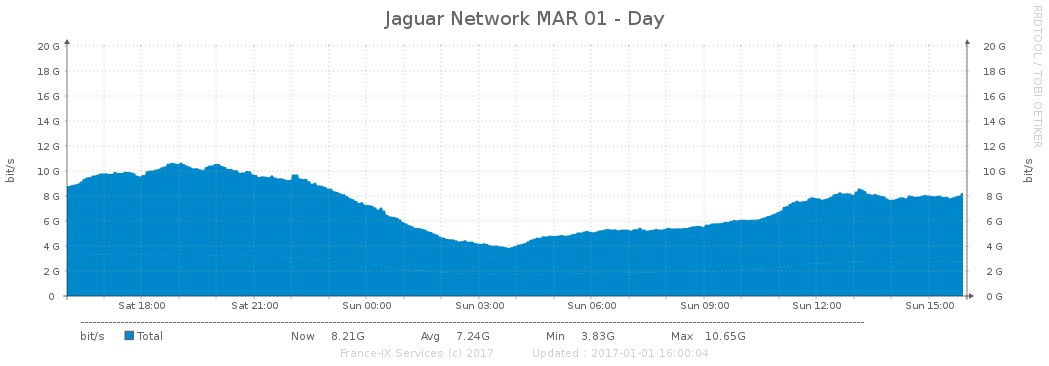 Jaguar Network MAR 01 - Day
RRDTOOL / TOBI OETIKER
bit/s
20 G
18 G
16 G
14 G
12 G
10 G
8 G
6 G
4 G
2 G
0
20 G
18 G
16 G
14 G
12 G
10 G
8 G
6 G
4 G
2 G
0 G
bit/s
Sat 18:00 Sat 21:00 Sun 00:00 Sun 03:00 Sun 06:00 Sun 09:00 Sun 12:00 Sun 15:00
bit/s Total Now 8.21G Avg 7.24G Min 3.83G Max 10.65G
France-IX Services (c) 2017 Updated : 2017-01-01 16:00:04